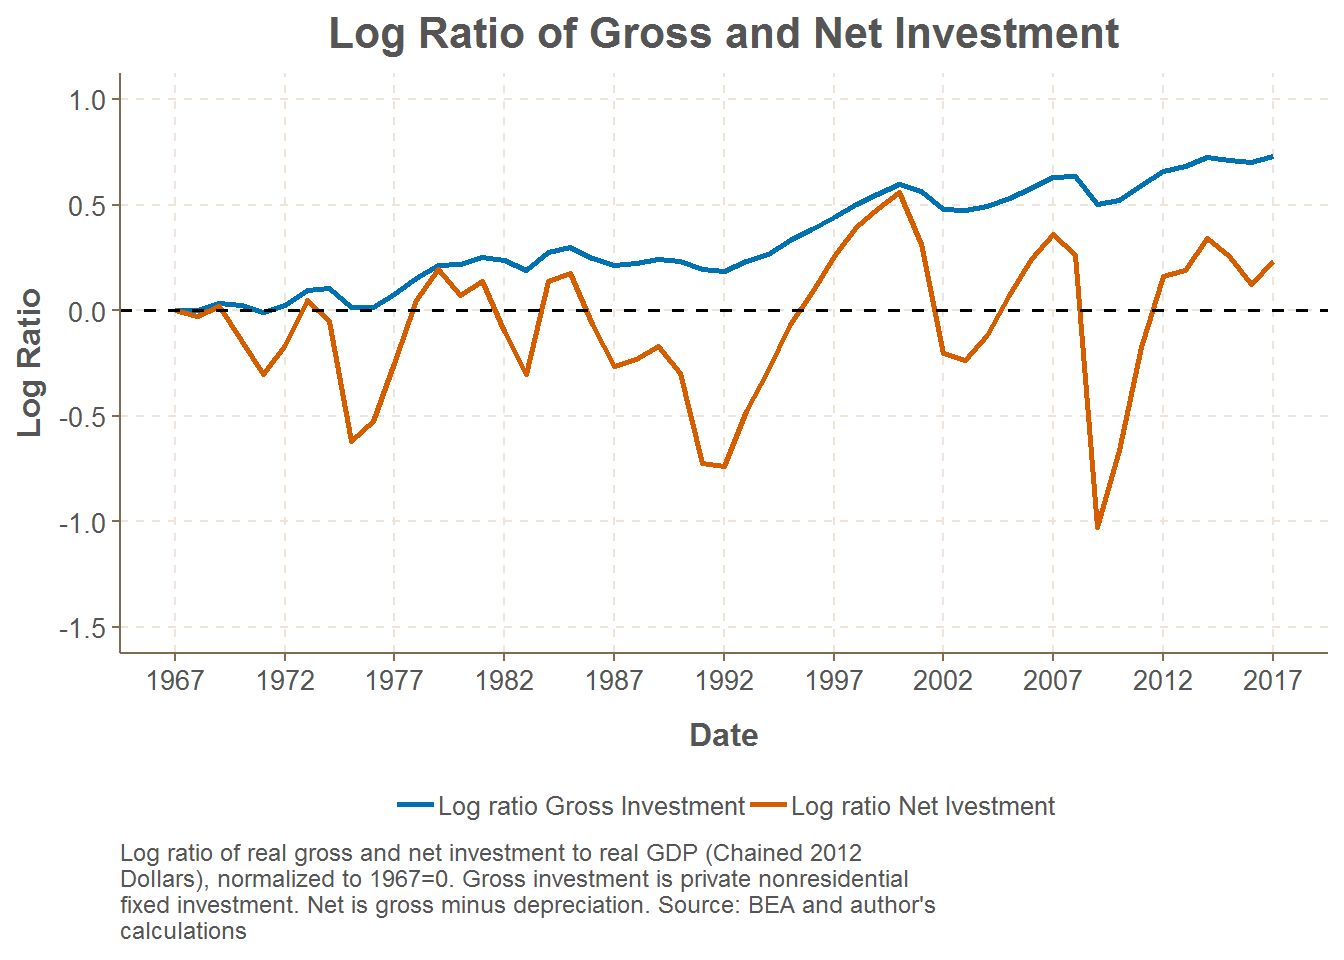 Log Ratio of Gross and Net Investment
Log Ratio
1.0
0.5
0.0
-0.5
-1.0
-1.5
1967 1972 1977 1982 1987 1992 1997 2002 2007 2012 2017
Date
Log ratio Gross Investment Log ratio Net Ivestment
Log ratio of real gross and net investment to real GDP (Chained 2012
Dollars), normalized to 1967=0. Gross investment is private nonresidential
fixed investment. Net is gross minus depreciation. Source: BEA and author's
calculations